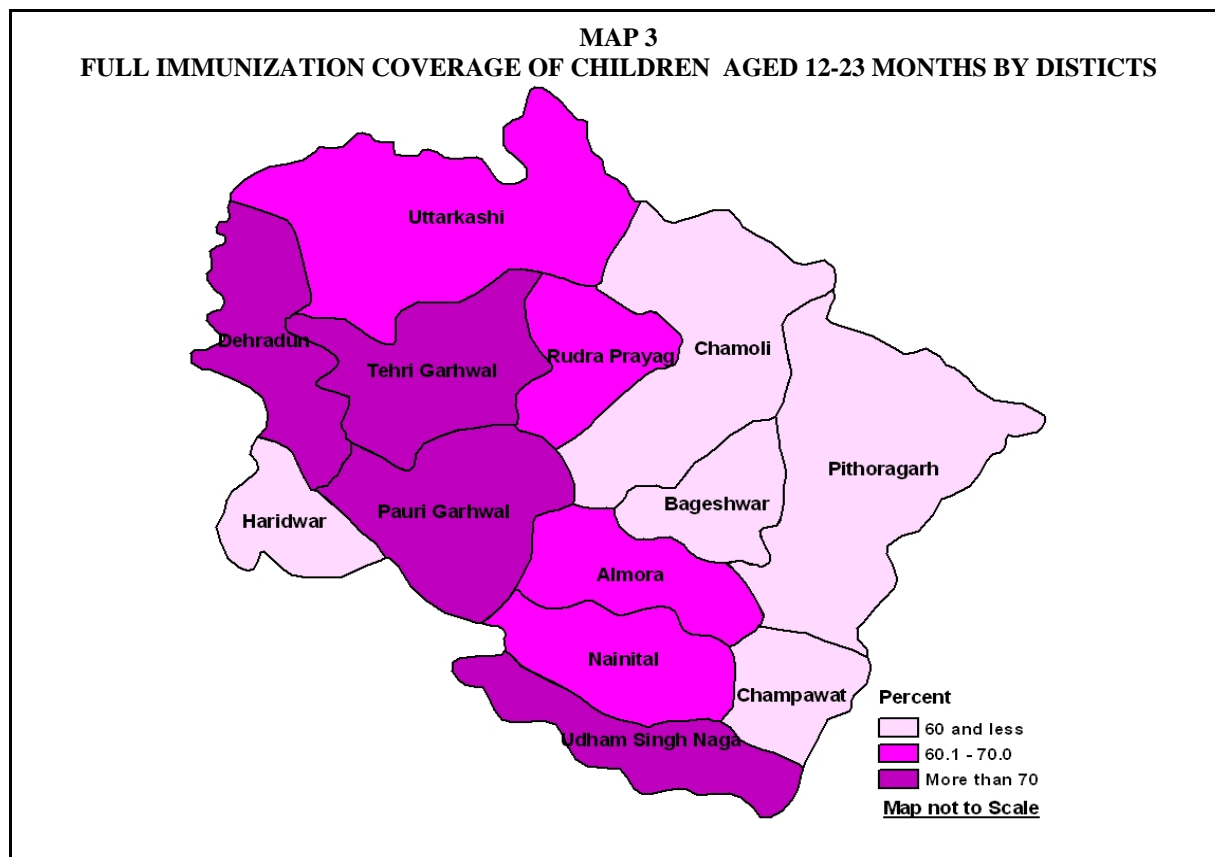 MAP 3
FULL IMMUNIZATION COVERAGE OF CHILDREN AGED 12-23 MONTHS BY DISTICTS
Uttarkashi
Dehradun
Tehri Garhwal
Rudra Prayag
Chamoli
Haridwar
Pauri Garhwal
Bageshwar
Pithoragarh
Almora
Nainital
Champawat
Udham Singh Naga
Percent
60 and less
60.1 - 70.0
More than 70
Map not to Scale